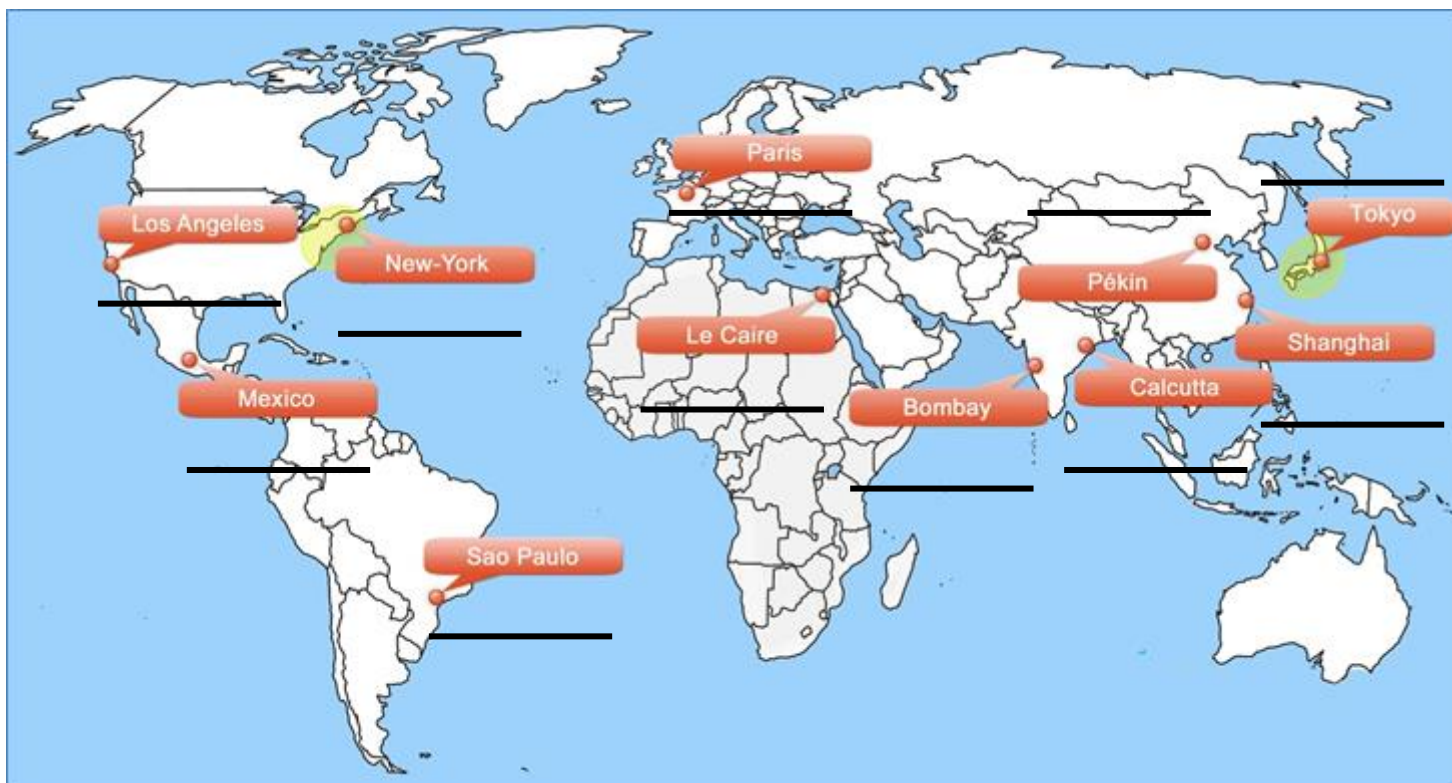 Paris
Los Angeles
Tokyo
New-York
Pékin
Le Caire
Shanghai
Mexico
Bombay
Calcutta
Sao Paulo